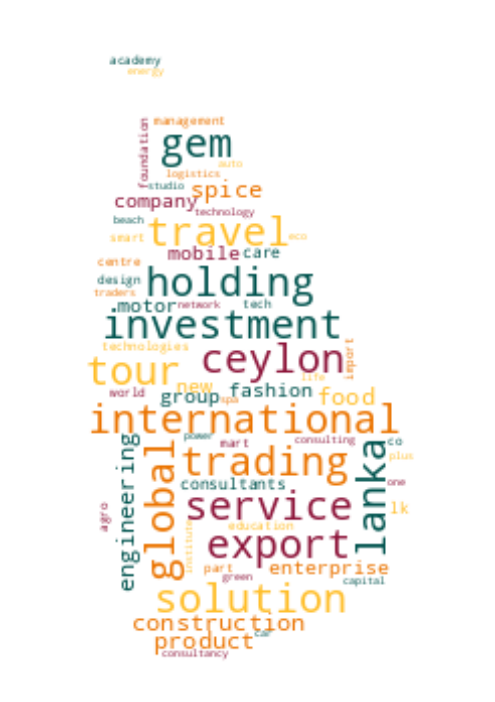 academy
energy
management
foundation
gem
auto
logistics
studio
spice
company
technology
beach
travel
smart
eco
mobile
care
centre
design
holding
traders
motor
network
tech
investment
technologies
ceylon
import
tour
life
new
world
group
spa
fashion
food
international
power
mart
consulting
co
engineering
global
trading
lanka
plus
consultants
one
service
lk
agro
education
institute
export
part
green
enterprise
capital
solution
construction
car
product
consultancy